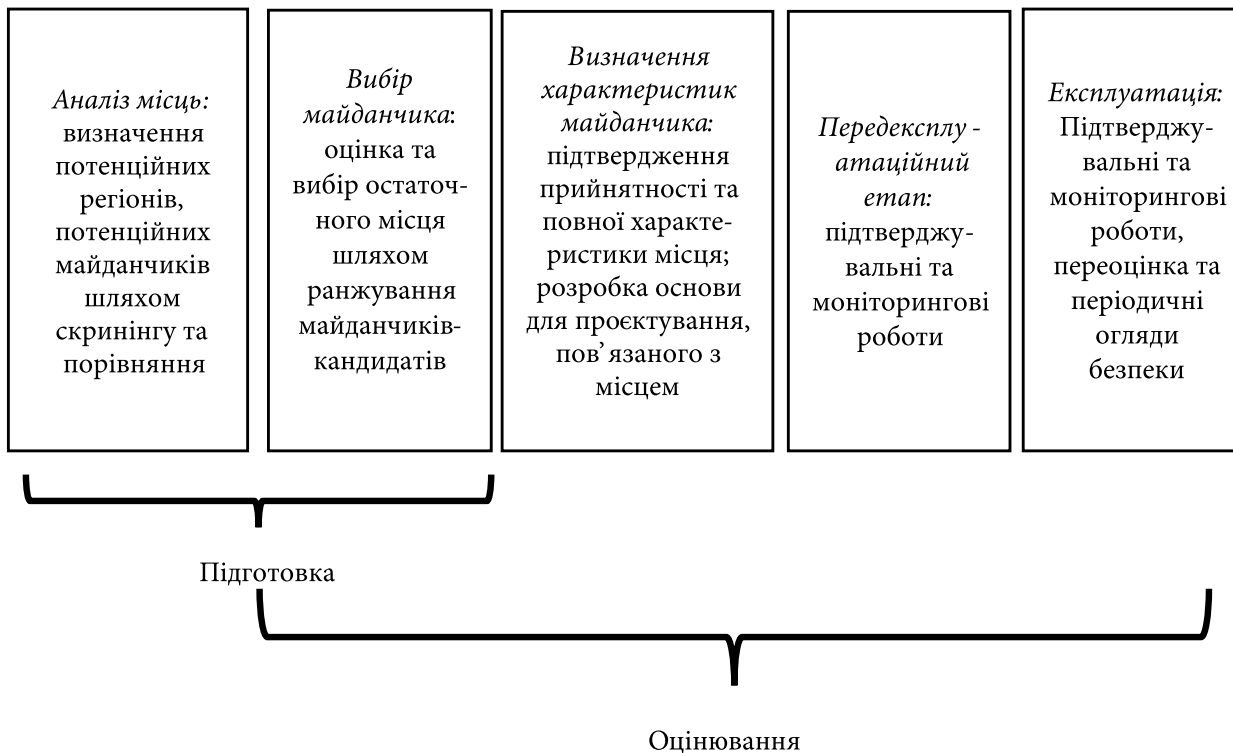 Аналіз місць:
визначення
потенційних
регіонів,
потенційних
майданчиків
шляхом
скринінгу та
порівняння
Вибір
майданчика:
оцінка та
вибір остаточ-
ного місця
шляхом
ранжування
майданчиків-
кандидатів
Визначення
характеристик
майданчика:
підтвердження
прийнятності та
повної характе-
ристики місця;
розробка основи
для проєктування,
пов’язаного з
місцем
Передексплу -
атаційний
етап:
підтверджу-
вальні та
моніторингові
роботи
Експлуатація:
Підтверджу-
вальні та
моніторингові
роботи,
переоцінка та
періодичні
огляди
безпеки
Підготовка
Оцінювання